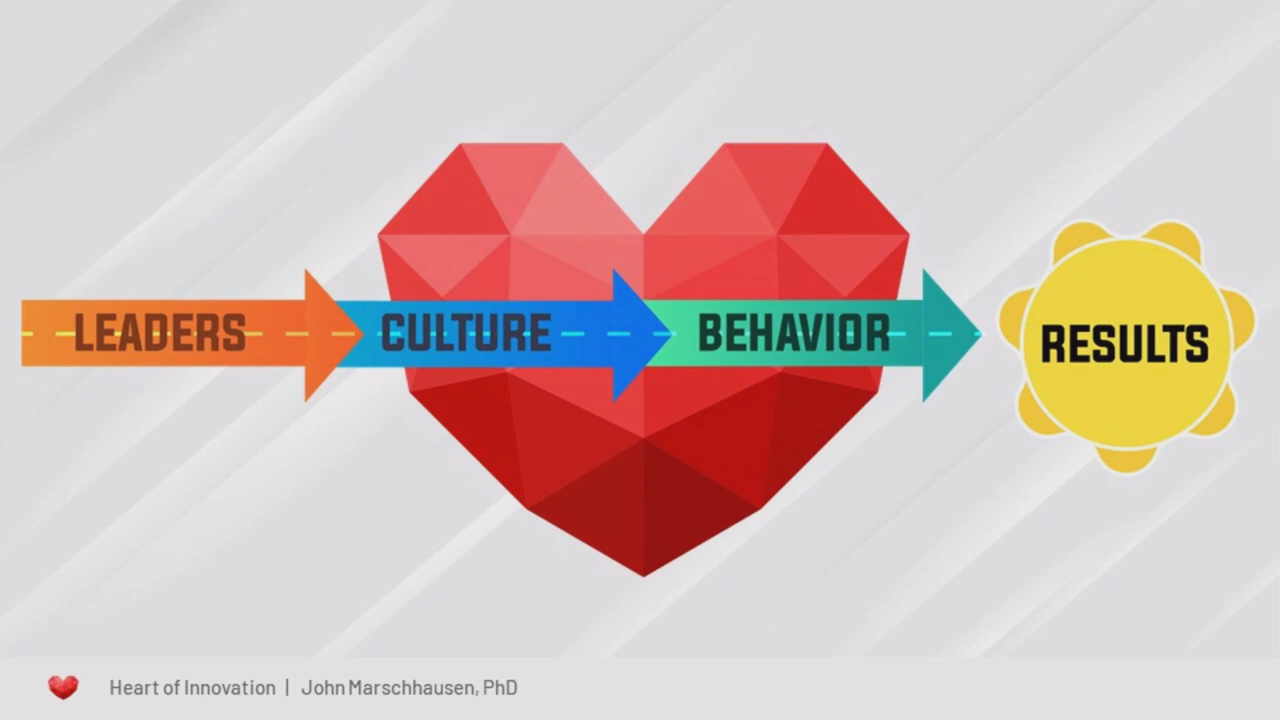 LEADERS CULTURE BEHAVIOR RESULTS
Heart of Innovation | John Marschhausen, PhD